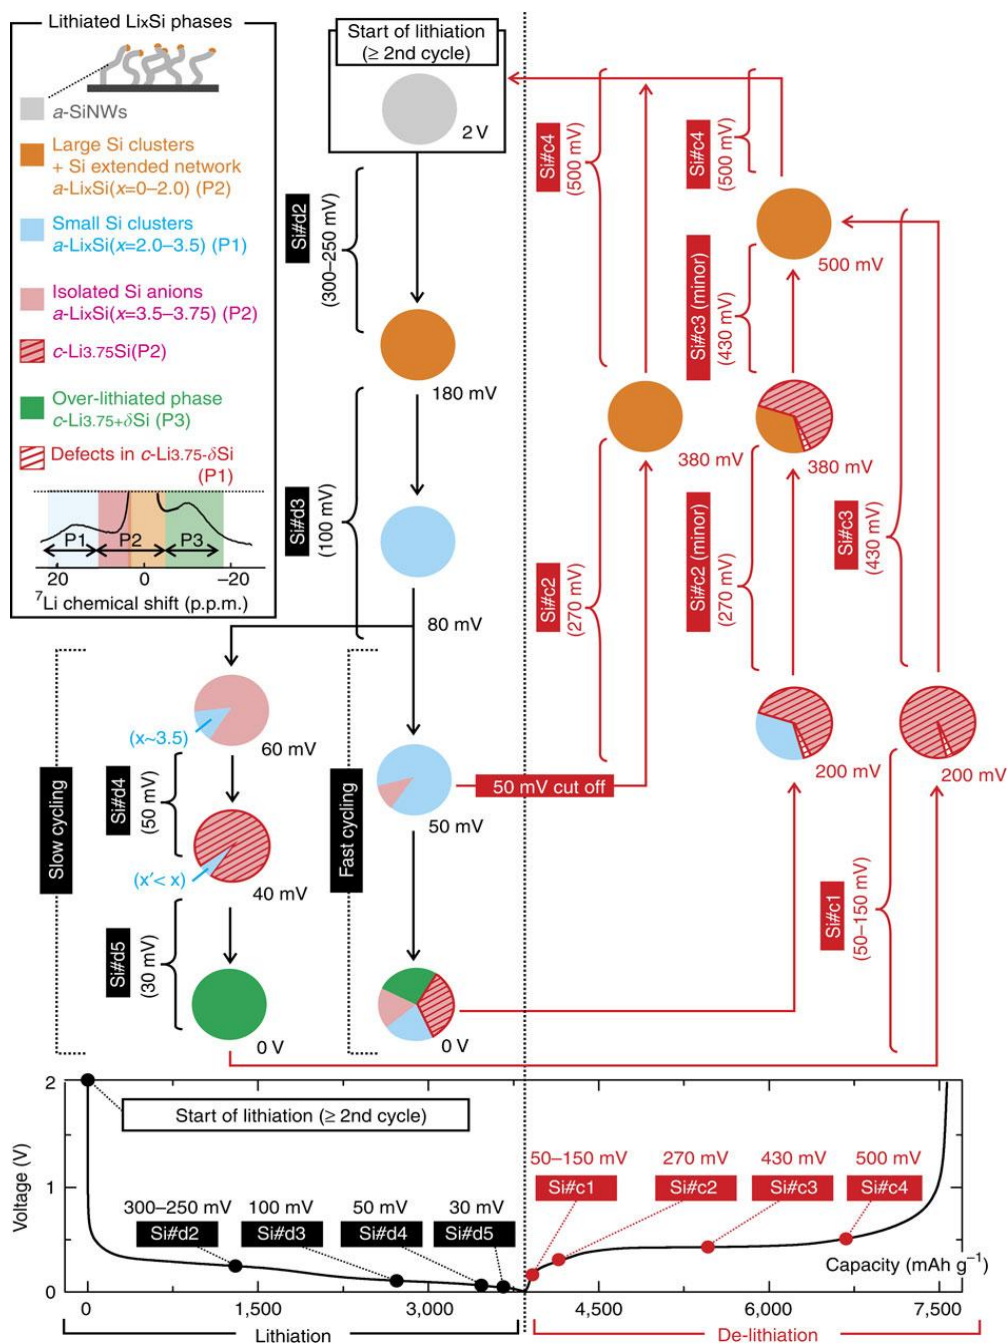 Lithiated LixSi phases
a-SiNWs
Large Si clusters
+ Si extended network
a-LixSi(x=0–2.0) (P2)
Small Si clusters
a-LixSi(x=2.0–3.5) (P1)
Isolated Si anions
a-LixSi(x=3.5–3.75) (P2)
c-Li3.75Si(P2)
Over-lithiated phase
c-Li3.75+δSi (P3)
Defects in c-Li3.75-δSi
(P1)
P1 P2 P3
20 0 –20
7Li chemical shift (p.p.m.)
Start of lithiation
(≥ 2nd cycle)
2 V
Si#d2
(300–250 mV)
180 mV
Si#d3
(100 mV)
80 mV
Slow cycling
(x~3.5)
60 mV
Si#d4
(50 mV)
(x′< x)
40 mV
Si#d5
(30 mV)
0 V
Fast cycling
50 mV
50 mV cut off
0 V
Si#c4
(500 mV)
380 mV
Si#c2
(270 mV)
Si#c4
(500 mV)
500 mV
Si#c3 (minor)
(430 mV)
380 mV
Si#c2 (minor)
(270 mV)
200 mV
Si#c3
(430 mV)
200 mV
Si#c1
(50–150 mV)
Voltage (V)
2
1
0
Start of lithiation (≥ 2nd cycle)
300–250 mV 100 mV 50 mV 30 mV
Si#d2 Si#d3 Si#d4 Si#d5
50–150 mV 270 mV 430 mV 500 mV
Si#c1 Si#c2 Si#c3 Si#c4
Capacity (mAh g–1)
0 1,500 3,000 4,500 6,000 7,500
Lithiation De-lithiation